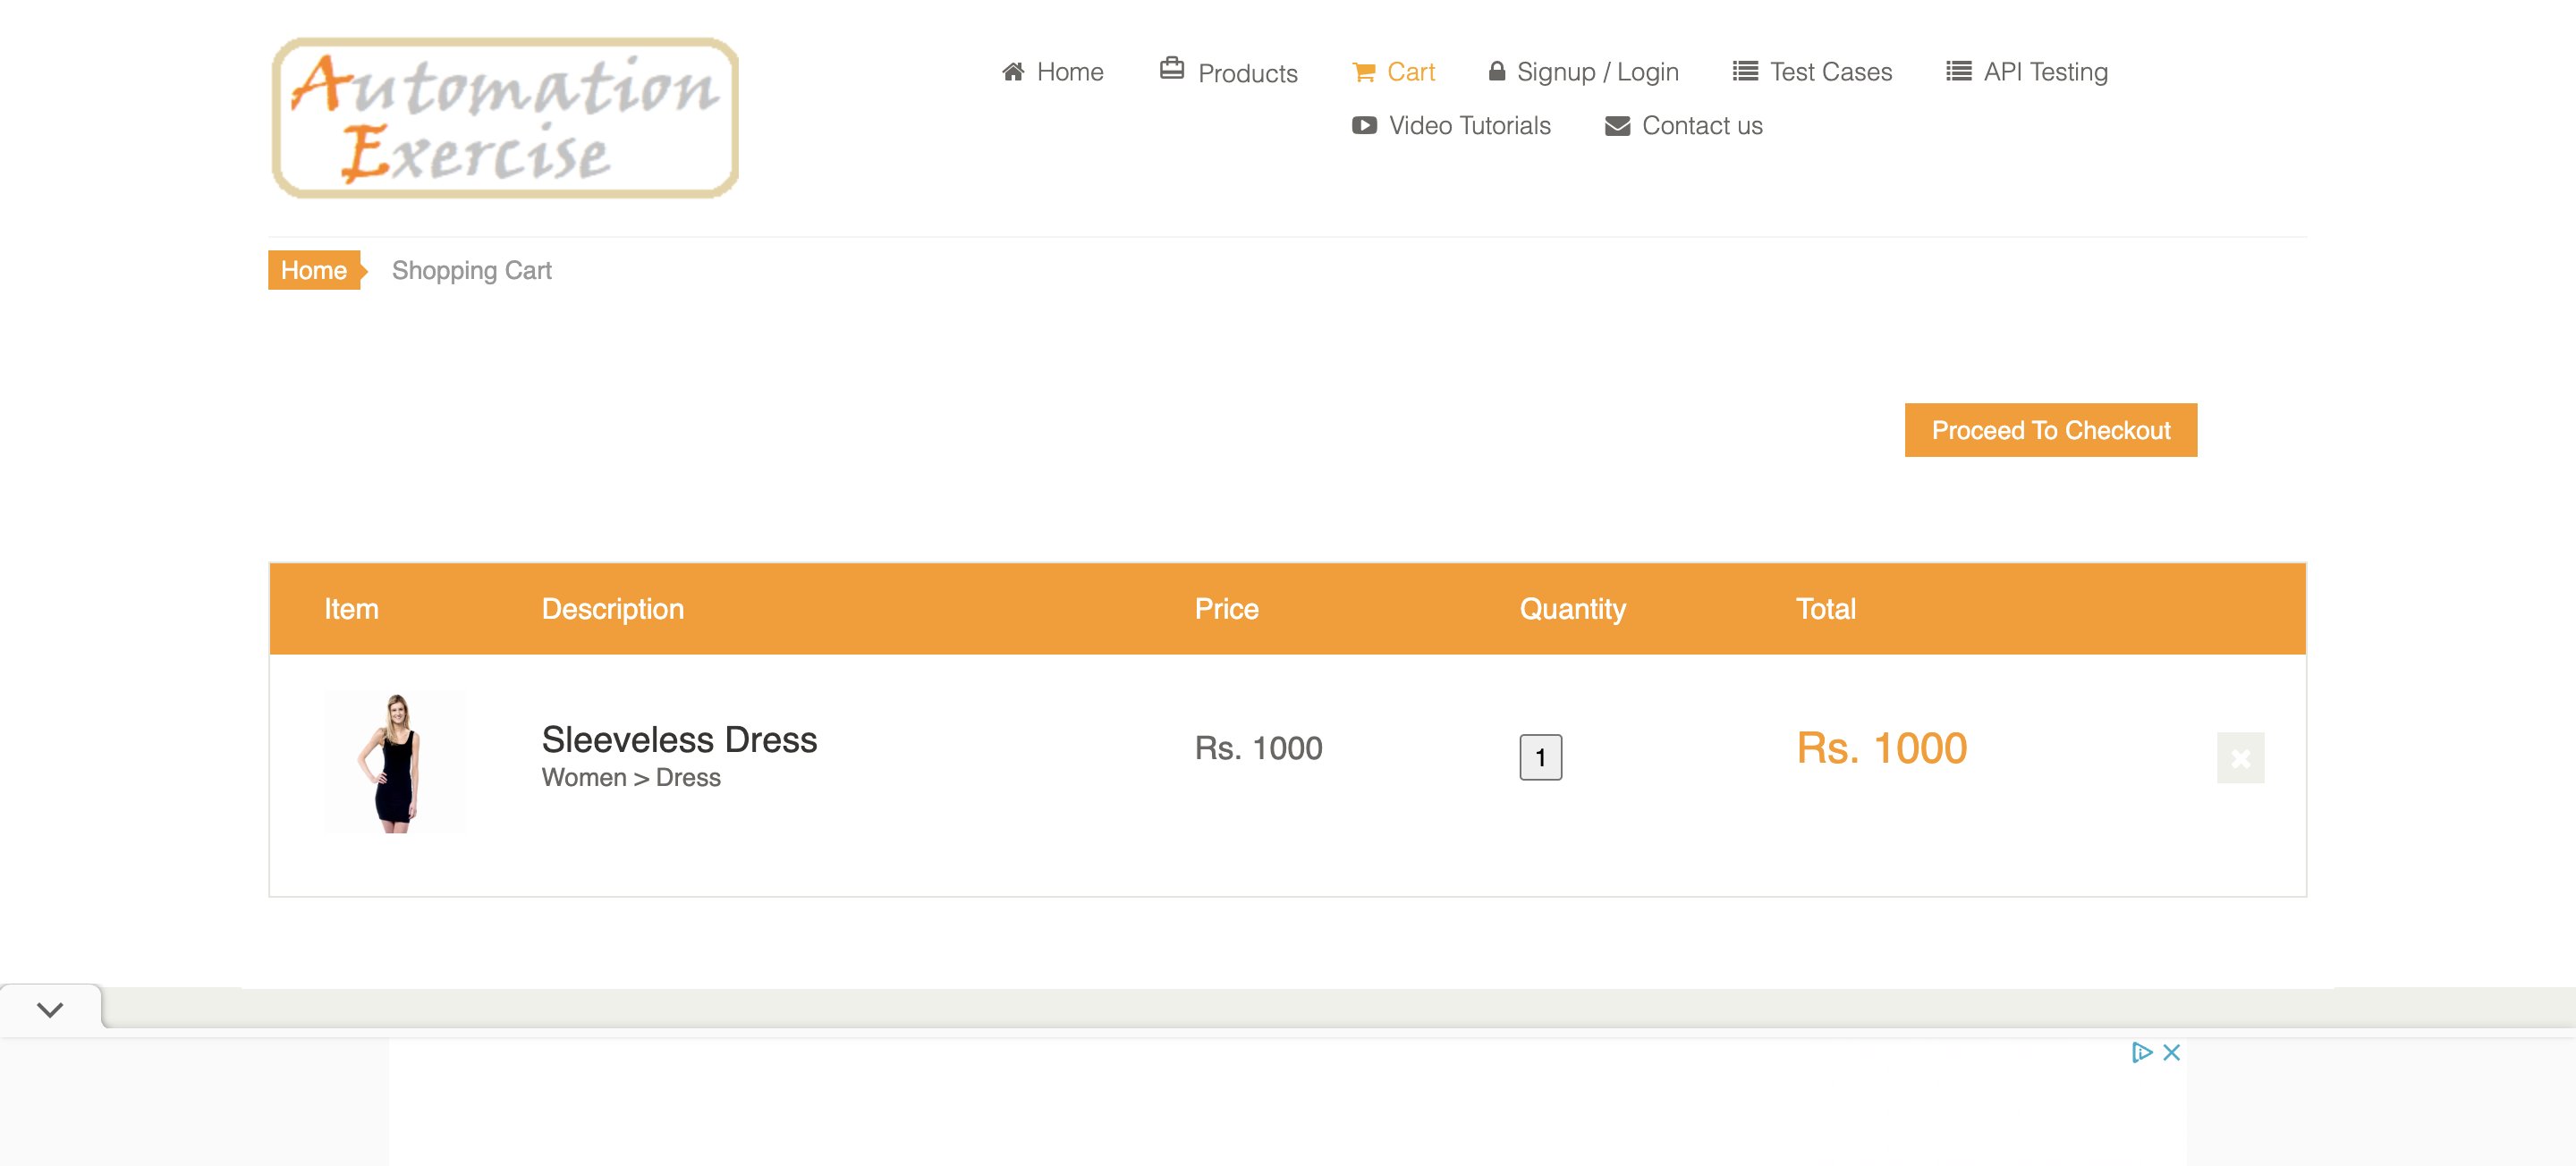 Automation
Exercise
Home Products Cart Signup / Login Test Cases API Testing
Video Tutorials Contact us
Home Shopping Cart
Proceed To Checkout
Item Description Price Quantity Total
Sleeveless Dress Rs. 1000 1 Rs. 1000
Women > Dress